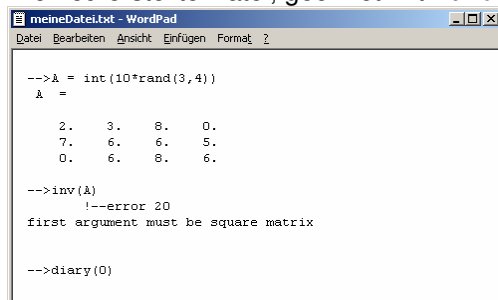 meineDatei.txt - WordPad
Datei Bearbeiten Ansicht Einfügen Format ?
-->A = int(10*rand(3,4))
A =
2. 3. 8. 0.
7. 6. 6. 5.
0. 6. 8. 6.
-->inv(A)
!--error 20
first argument must be square matrix
-->diary(0)